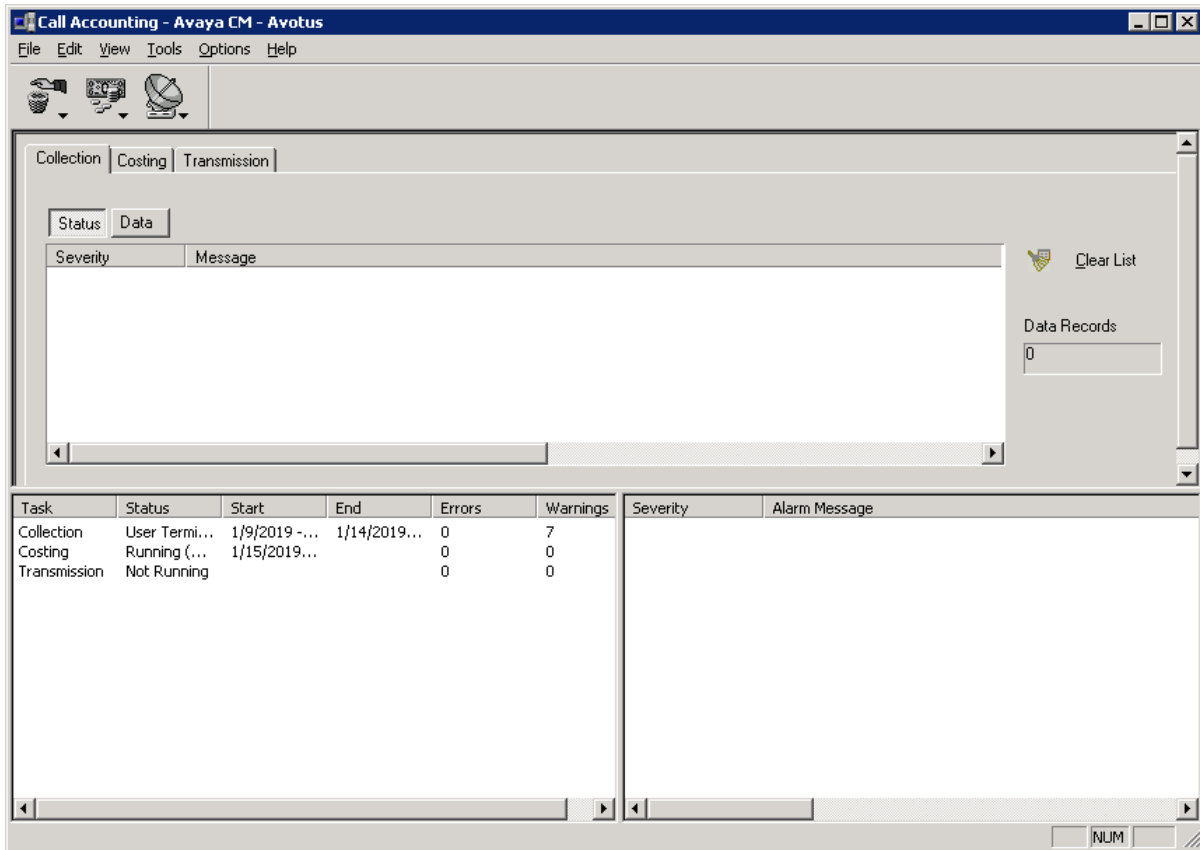 Call Accounting - Avaya CM - Avotus
File Edit View Tools Options Help
Collection Costing Transmission
Status Data
Severity Message
Clear List
Data Records
0
Task Status Start End Errors Warnings
Collection User Termi... 1/9/2019 -... 1/14/2019... 0 7
Costing Running (... 1/15/2019... 0 0
Transmission Not Running 0 0
Severity Alarm Message
NUM